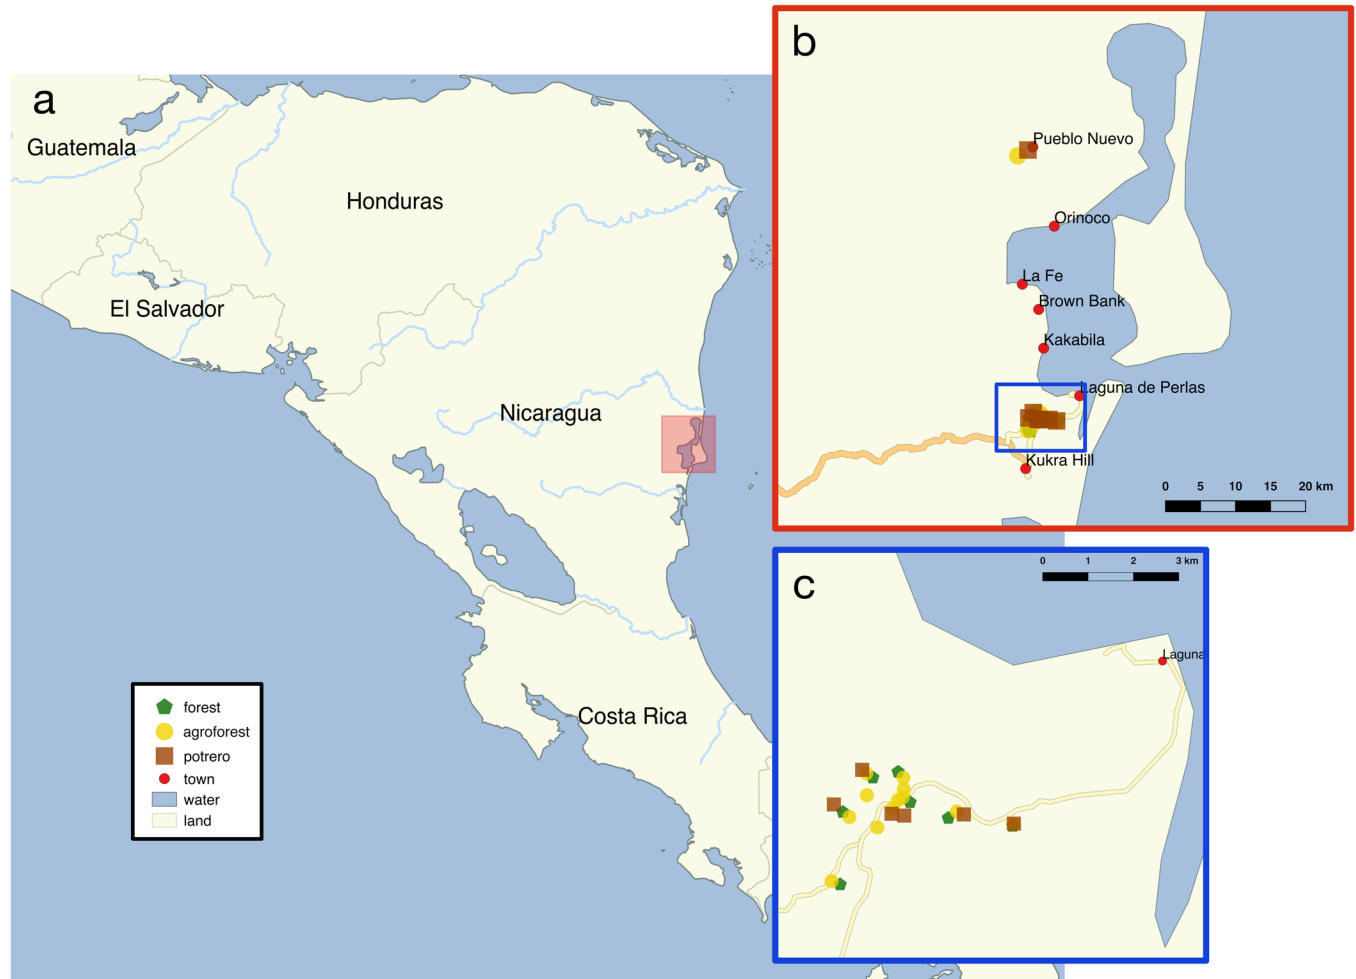 a
Guatemala
Honduras
El Salvador
Nicaragua
Costa Rica
forest
agroforest
potrero
town
water
land
b
Pueblo Nuevo
Orinoco
La Fe
Brown Bank
Kakabila
Laguna de Perlas
Kukra Hill
0 5 10 15 20 km
c
0 1 2 3 km
Laguna